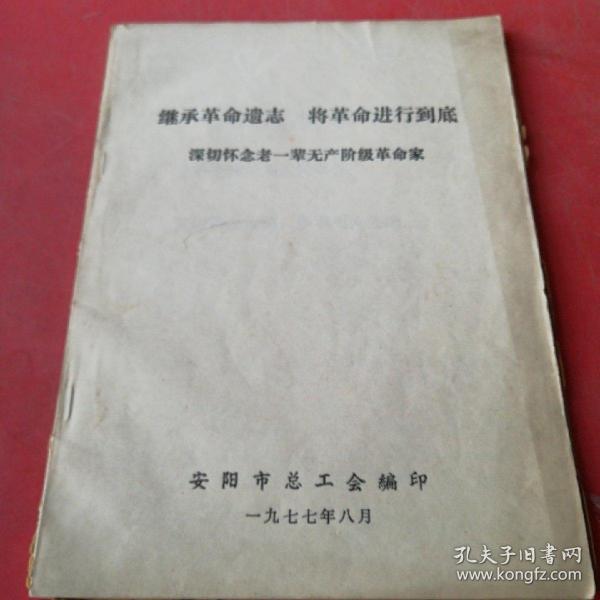 继承革命遗志 将革命进行到底
深切怀念老一辈无产阶级革命家
安阳市总工会编印
一九七七年八月
孔夫子旧书网
www.kongfz.com